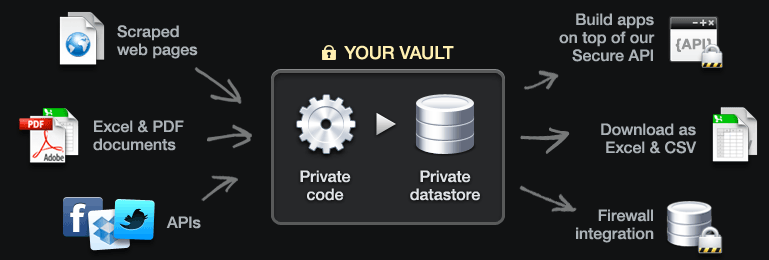 Scraped
web pages
PDF
Adobe
Excel & PDF
documents
f
APIs
YOUR VAULT
Private
code
Private
datastore
Build apps
on top of our
Secure API
{API}
Download as
Excel & CSV
Firewall
integration